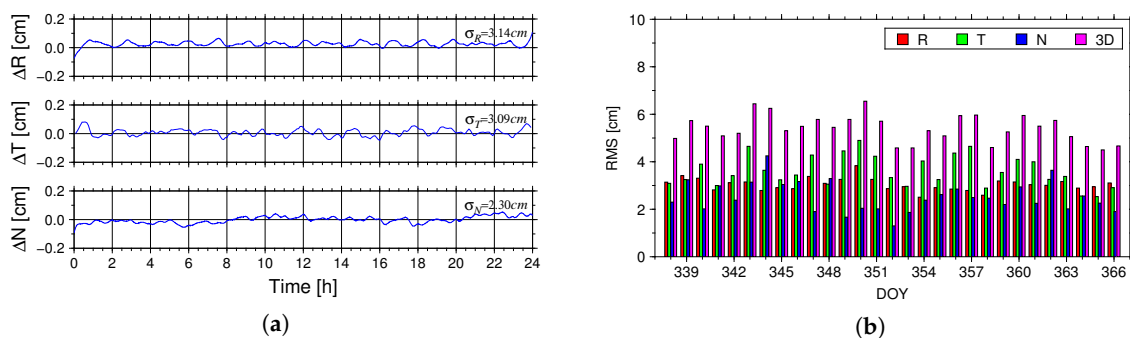 ΔR [cm]
0.2
0.0
−0.2
σR=3.14cm
ΔT [cm]
0.2
0.0
−0.2
σT=3.09cm
ΔN [cm]
0.2
0.0
−0.2
σN=2.30cm
0 2 4 6 8 10 12 14 16 18 20 22 24
Time [h]
(a)
RMS [cm]
10
8
6
4
2
0
R T N 3D
339 342 345 348 351 354 357 360 363 366
DOY
(b)